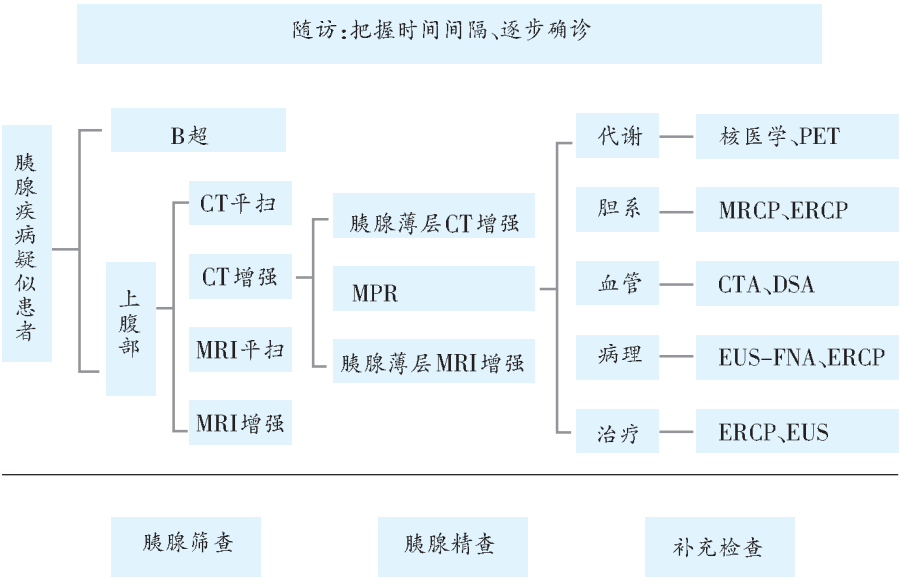 随访:把握时间间隔、逐步确诊
胰腺疾病疑似患者
B超
上腹部
CT平扫
CT增强
MRI平扫
MRI增强
胰腺薄层CT增强
MPR
胰腺薄层MRI增强
代谢
核医学、PET
胆系
MRCP、ERCP
血管
CTA、DSA
病理
EUS-FNA、ERCP
治疗
ERCP、EUS
胰腺筛查
胰腺精查
补充检查